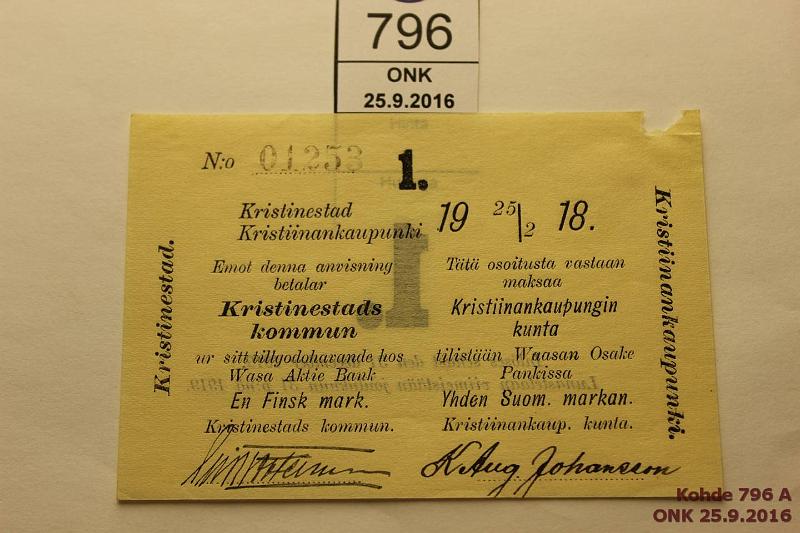 796
ONK
25.9.2016
N:o 01253
1.
Kristinestad
Kristiinankaupunki
19 25/2 18.
Kristinestad.
Emot denna anvisning
betalar
Kristinestads
kommun
ur sitt tillgodohavande hos
Wasa Aktie Bank
En Finsk mark.
Kristinestads kommun.
Tätä osoitusta vastaan
maksaa
Kristiinankaupungin
kunta
tilistään Waasan Osake
Pankissa
Yhden Suom. markan.
Kristiinankaup. kunta.
K Aug Johansson
Kristiinankaupunki.
1.
Kohde 796 A
ONK 25.9.2016